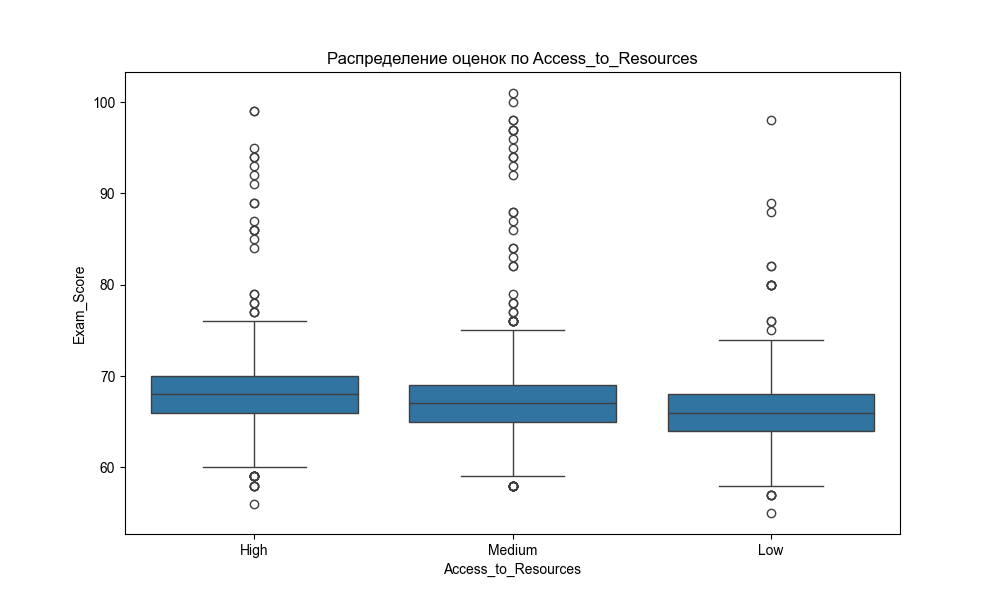 Распределение оценок по Access_to_Resources
100
90
80
70
60
Exam_Score
High Medium Low
Access_to_Resources